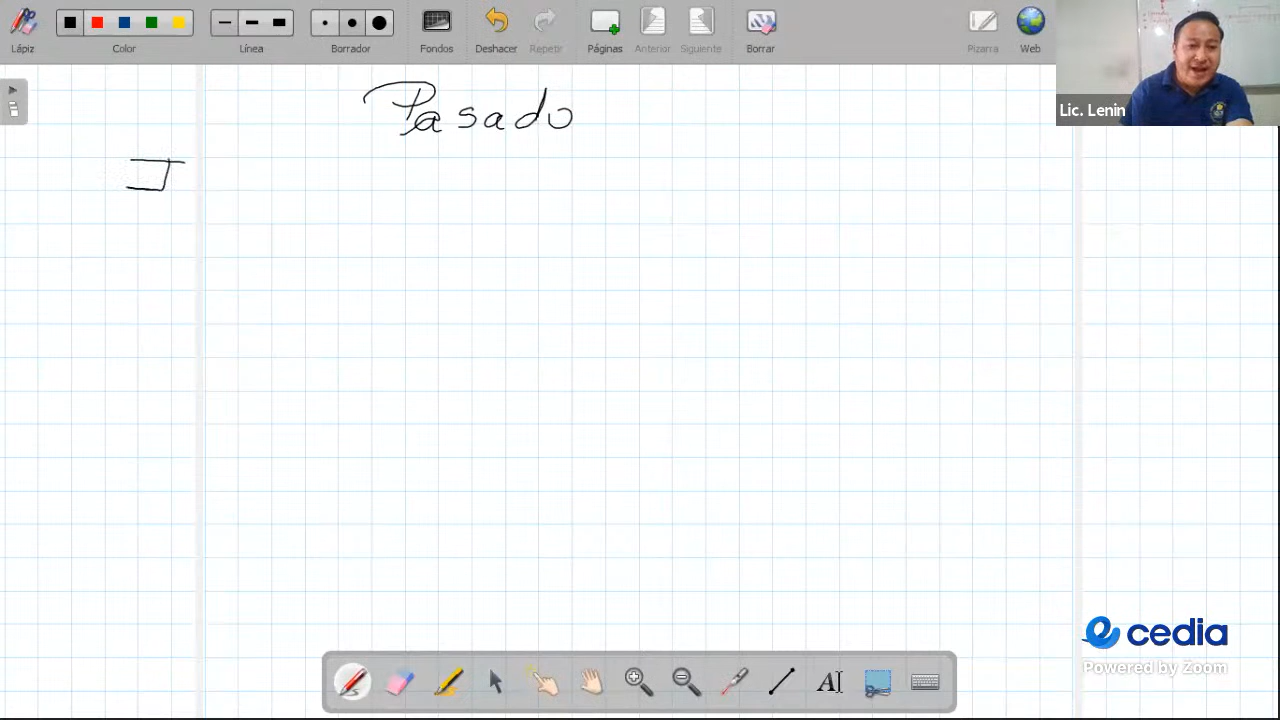 Lápiz Color Línea Borrador Fondos Deshacer Repetir Páginas Anterior Siguiente Borrar Pizarra Web
Lic. Lenin
Pasado
I
AI
cedia
Powered by Zoom